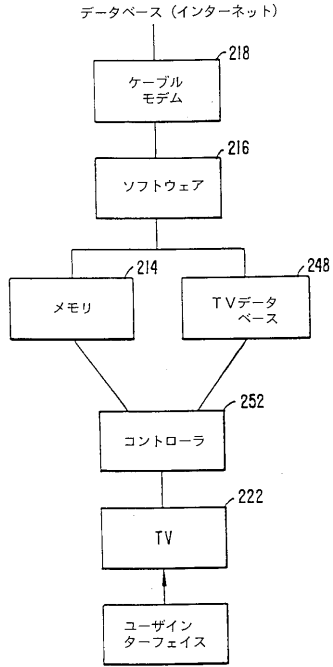 データベース（インターネット）
218
ケーブル
モデム
216
ソフトウェア
214
メモリ
248
TVデータ
ベース
252
コントローラ
222
TV
ユーザイン
ターフェイス